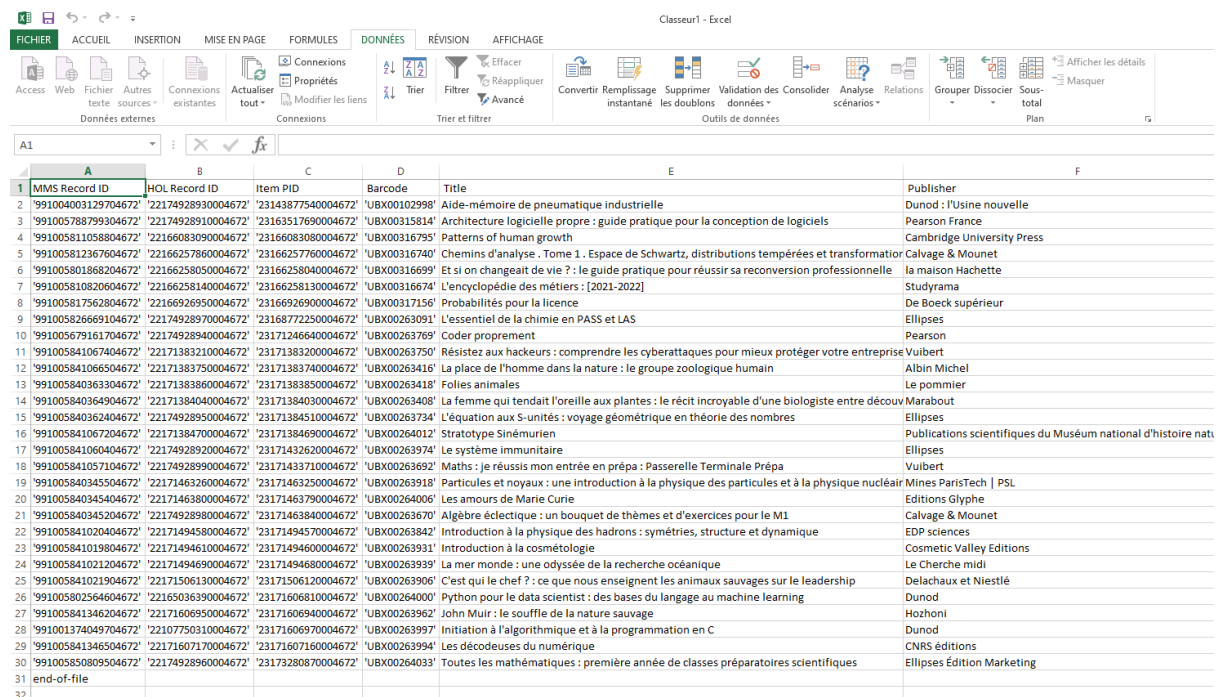 Classeur1 - Excel
FICHIER ACCUEIL INSERTION MISE EN PAGE FORMULES DONNÉES RÉVISION AFFICHAGE
Access Web Fichier texte Autres sources Connexions existantes
Données externes
Actualiser tout Connexions Propriétés Modifier les liens
Connexions
Trier Filtrer Effacer Réappliquer Avancé
Trier et filtrer
Convertir Remplissage instantané Supprimer les doublons Validation des données Consolider Analyse scénarios Relations
Outils de données
Grouper Dissocier Sous-total Afficher les détails Masquer
Plan
A1 fx
A B C D E F
1 MMS Record ID HOL Record ID Item PID Barcode Title Publisher
2 '991004003129704672' '22174928930004672' '23143877540004672' 'UBX00102998' Aide-mémoire de pneumatique industrielle Dunod : l'Usine nouvelle
3 '991005788799304672' '22174928910004672' '23163517690004672' 'UBX00315814' Architecture logicielle propre : guide pratique pour la conception de logiciels Pearson France
4 '991005811058804672' '22166083090004672' '23166083080004672' 'UBX00316795' Patterns of human growth Cambridge University Press
5 '991005812367604672' '22166257860004672' '23166257760004672' 'UBX00316740' Chemins d'analyse . Tome 1 . Espace de Schwartz, distributions tempérées et transformation Calvage & Mounet
6 '991005801868204672' '22166258050004672' '23166258040004672' 'UBX00316699' Et si on changeait de vie ? : le guide pratique pour réussir sa reconversion professionnelle la maison Hachette
7 '991005810820604672' '22166258140004672' '23166258130004672' 'UBX00316674' L'encyclopédie des métiers : [2021-2022] Studyrama
8 '991005817562804672' '22166926950004672' '23166926900004672' 'UBX00317156' Probabilités pour la licence De Boeck supérieur
9 '991005826669104672' '22174928970004672' '23168772250004672' 'UBX00263091' L'essentiel de la chimie en PASS et LAS Ellipses
10 '991005679161704672' '22174928940004672' '23171246640004672' 'UBX00263769' Coder proprement Pearson
11 '991005841067404672' '22171383210004672' '23171383200004672' 'UBX00263750' Résistez aux hackeurs : comprendre les cyberattaques pour mieux protéger votre entreprise Vuibert
12 '991005841066504672' '22171383750004672' '23171383740004672' 'UBX00263416' La place de l'homme dans la nature : le groupe zoologique humain Albin Michel
13 '991005840363304672' '22171383860004672' '23171383850004672' 'UBX00263418' Folies animales Le pommier
14 '991005840364904672' '22171384040004672' '23171384030004672' 'UBX00263408' La femme qui tendait l'oreille aux plantes : le récit incroyable d'une biologiste entre découv Marabout
15 '991005840362404672' '22174928950004672' '23171384510004672' 'UBX00263734' L'équation aux S-unités : voyage géométrique en théorie des nombres Ellipses
16 '991005841067204672' '22171384700004672' '23171384690004672' 'UBX00264012' Stratotype Sinémurien Publications scientifiques du Muséum national d'histoire natu
17 '991005841060404672' '22174928920004672' '23171432620004672' 'UBX00263974' Le système immunitaire Ellipses
18 '991005841057104672' '22174928990004672' '23171433710004672' 'UBX00263692' Maths : je réussis mon entrée en prépa : Passerelle Terminale Prépa Vuibert
19 '991005840345504672' '22171463260004672' '23171463250004672' 'UBX00263918' Particules et noyaux : une introduction à la physique des particules et à la physique nucléair Mines ParisTech | PSL
20 '991005840345404672' '22171463800004672' '23171463790004672' 'UBX00264006' Les amours de Marie Curie Editions Glyphe
21 '991005840345204672' '22174928980004672' '23171463840004672' 'UBX00263670' Algèbre éclectique : un bouquet de thèmes et d'exercices pour le M1 Calvage & Mounet
22 '991005841020404672' '22171494580004672' '23171494570004672' 'UBX00263842' Introduction à la physique des hadrons : symétries, structure et dynamique EDP sciences
23 '991005841019804672' '22171494610004672' '23171494600004672' 'UBX00263931' Introduction à la cosmétologie Cosmetic Valley Editions
24 '991005841021204672' '22171494690004672' '23171494680004672' 'UBX00263939' La mer monde : une odyssée de la recherche océanique Le Cherche midi
25 '991005841021904672' '22171506130004672' '23171506120004672' 'UBX00263906' C'est qui le chef ? : ce que nous enseignent les animaux sauvages sur le leadership Delachaux et Niestlé
26 '991005802564604672' '22165036390004672' '23171606810004672' 'UBX00264000' Python pour le data scientist : des bases du langage au machine learning Dunod
27 '991005841346204672' '22171606950004672' '23171606940004672' 'UBX00263962' John Muir : le souffle de la nature sauvage Hozhoni
28 '991001374049704672' '22107750310004672' '23171606970004672' 'UBX00263997' Initiation à l'algorithmique et à la programmation en C Dunod
29 '991005841346504672' '22171607170004672' '23171607160004672' 'UBX00263994' Les décodeuses du numérique CNRS éditions
30 '991005850809504672' '22174928960004672' '23173280870004672' 'UBX00264033' Toutes les mathématiques : première année de classes préparatoires scientifiques Ellipses Édition Marketing
31 end-of-file
32